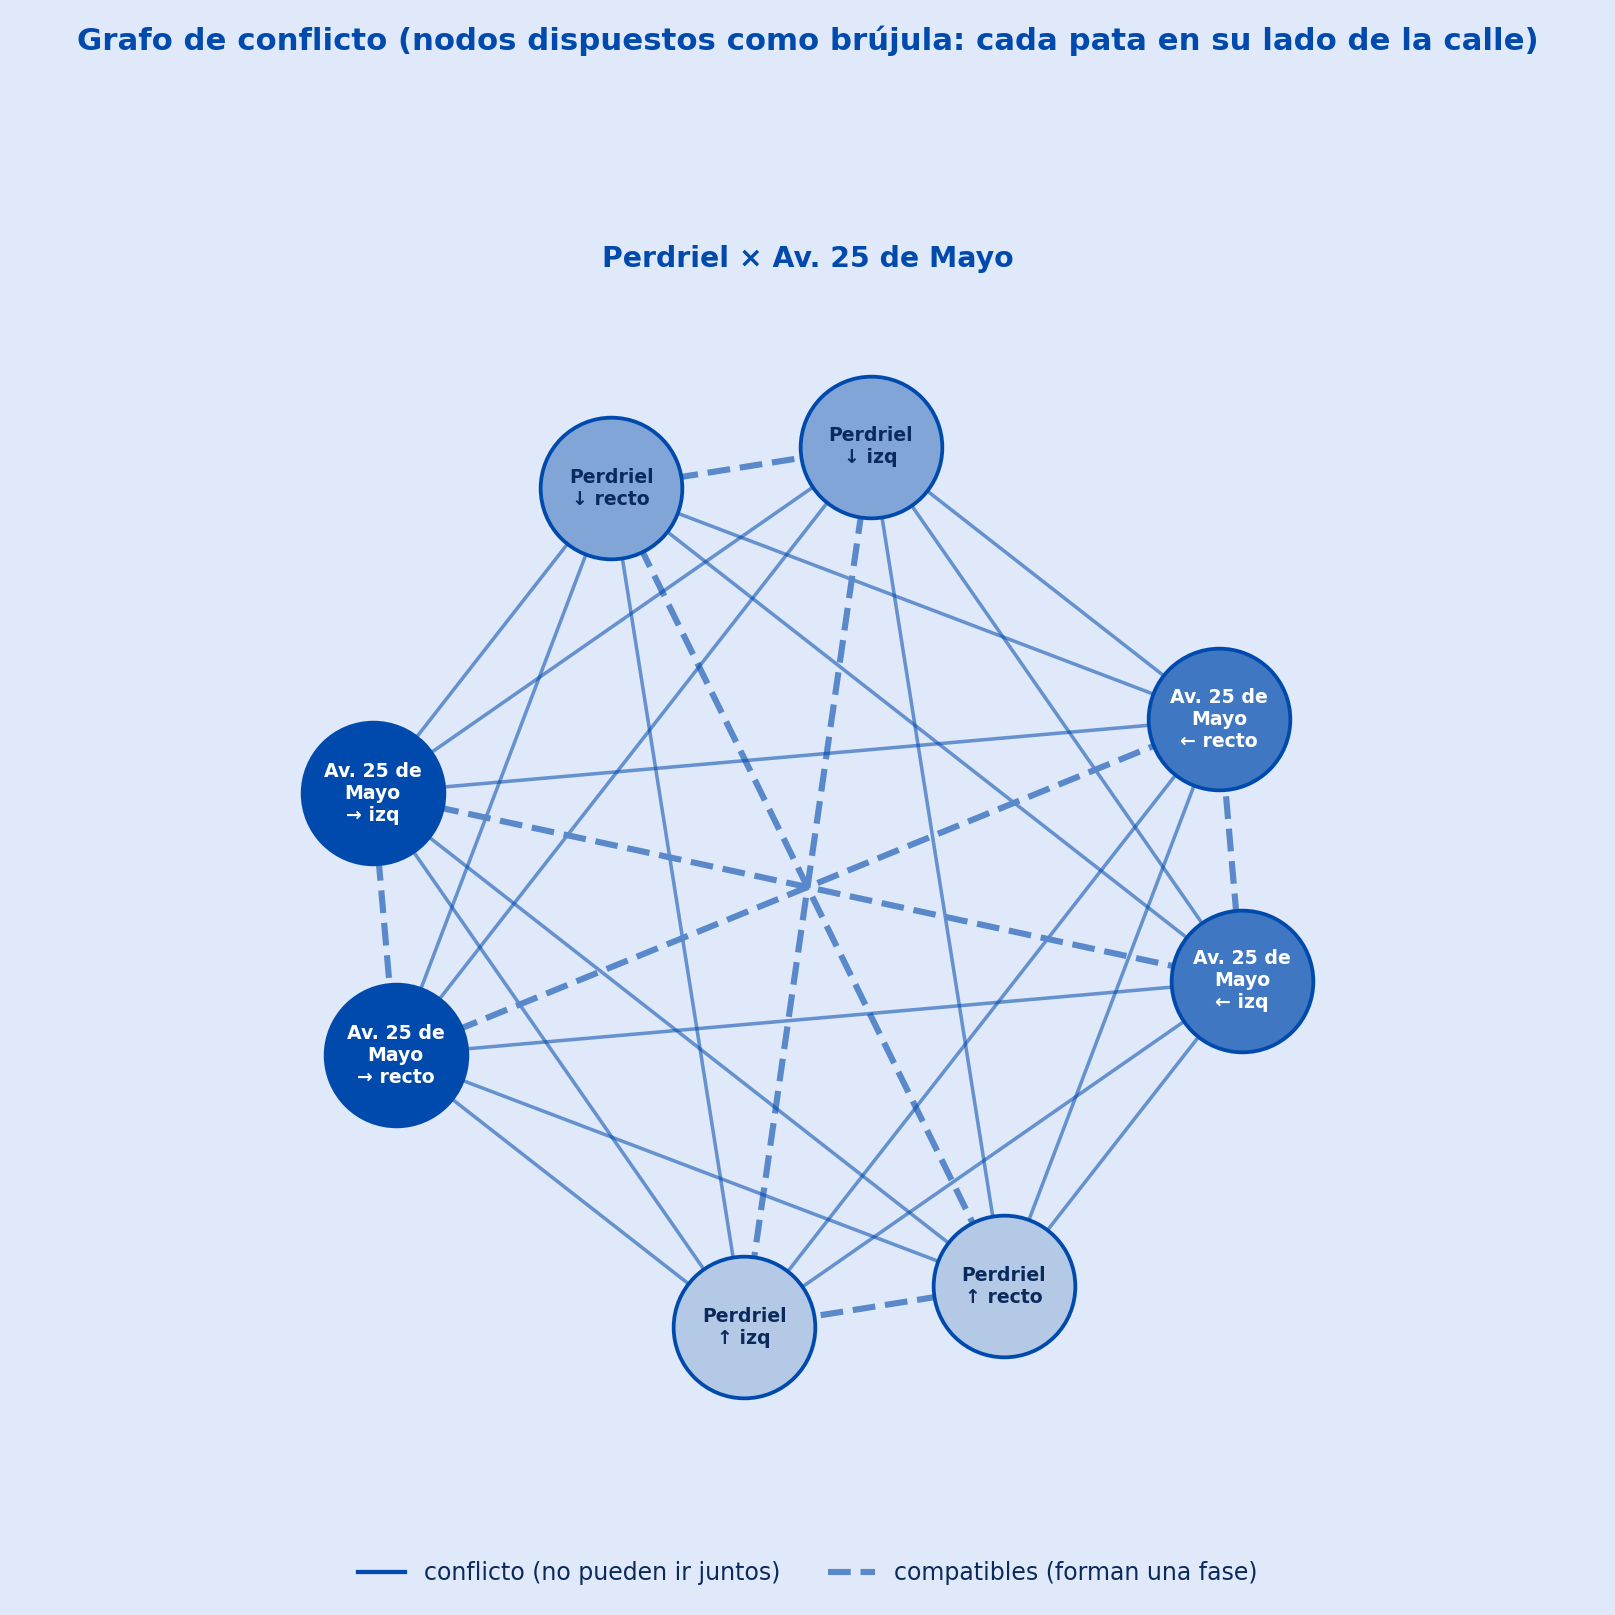 Grafo de conflicto (nodos dispuestos como brújula: cada pata en su lado de la calle)
Perdriel × Av. 25 de Mayo
Perdriel
↓ izq
Perdriel
↓ recto
Av. 25 de
Mayo
← recto
Av. 25 de
Mayo
→ izq
Av. 25 de
Mayo
← izq
Av. 25 de
Mayo
→ recto
Perdriel
↑ recto
Perdriel
↑ izq
conflicto (no pueden ir juntos)
compatibles (forman una fase)